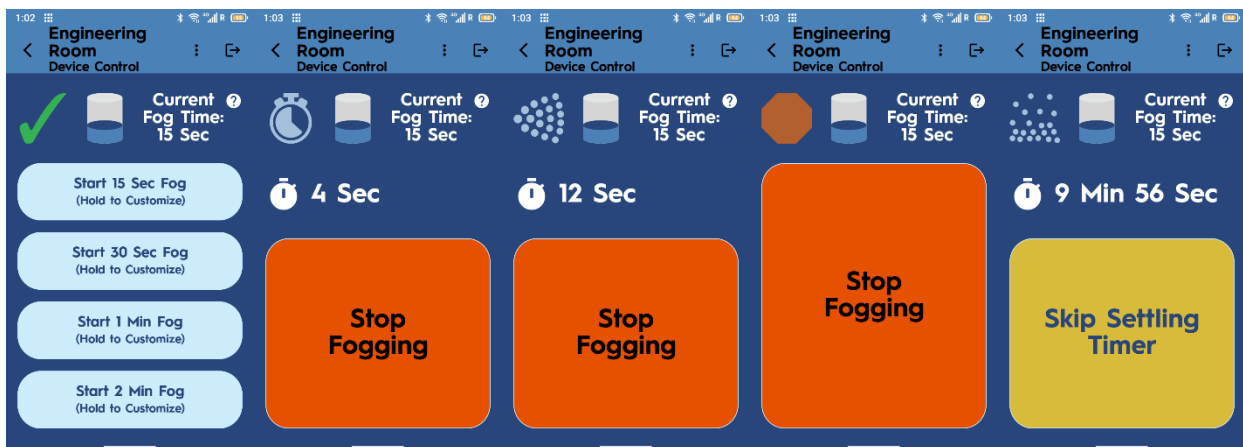 1:02
R
Engineering
Room
Device Control
Current
Fog Time:
15 Sec
Start 15 Sec Fog
(Hold to Customize)
Start 30 Sec Fog
(Hold to Customize)
Start 1 Min Fog
(Hold to Customize)
Start 2 Min Fog
(Hold to Customize)
1:03
R
Engineering
Room
Device Control
Current
Fog Time:
15 Sec
4 Sec
Stop
Fogging
1:03
R
Engineering
Room
Device Control
Current
Fog Time:
15 Sec
12 Sec
Stop
Fogging
1:03
R
Engineering
Room
Device Control
Current
Fog Time:
15 Sec
Stop
Fogging
1:03
R
Engineering
Room
Device Control
Current
Fog Time:
15 Sec
9 Min 56 Sec
Skip Settling
Timer